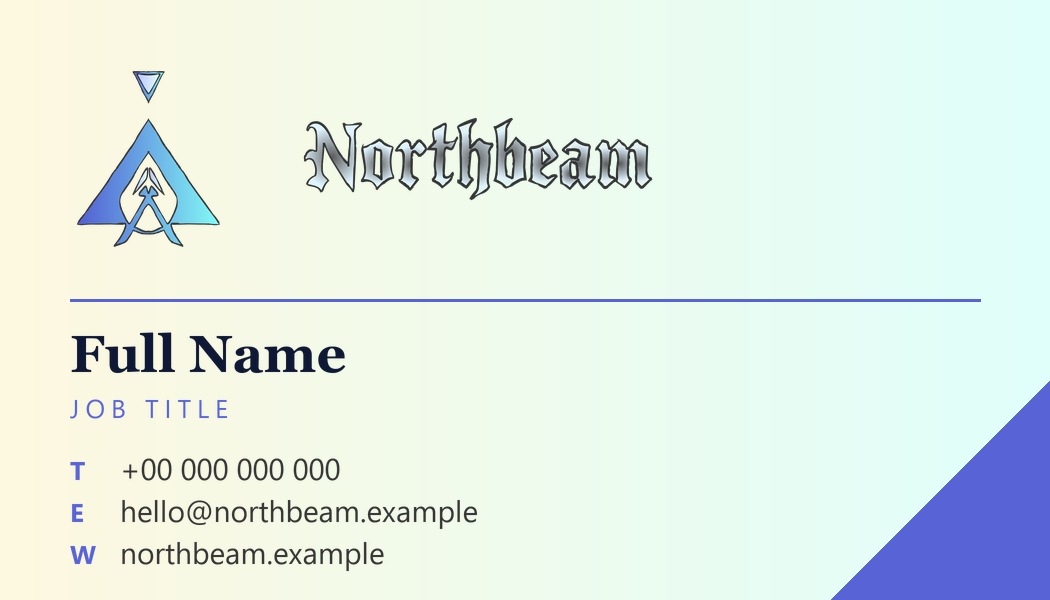 Northbeam
Full Name
JOB TITLE
T +00 000 000 000
E hello@northbeam.example
W northbeam.example